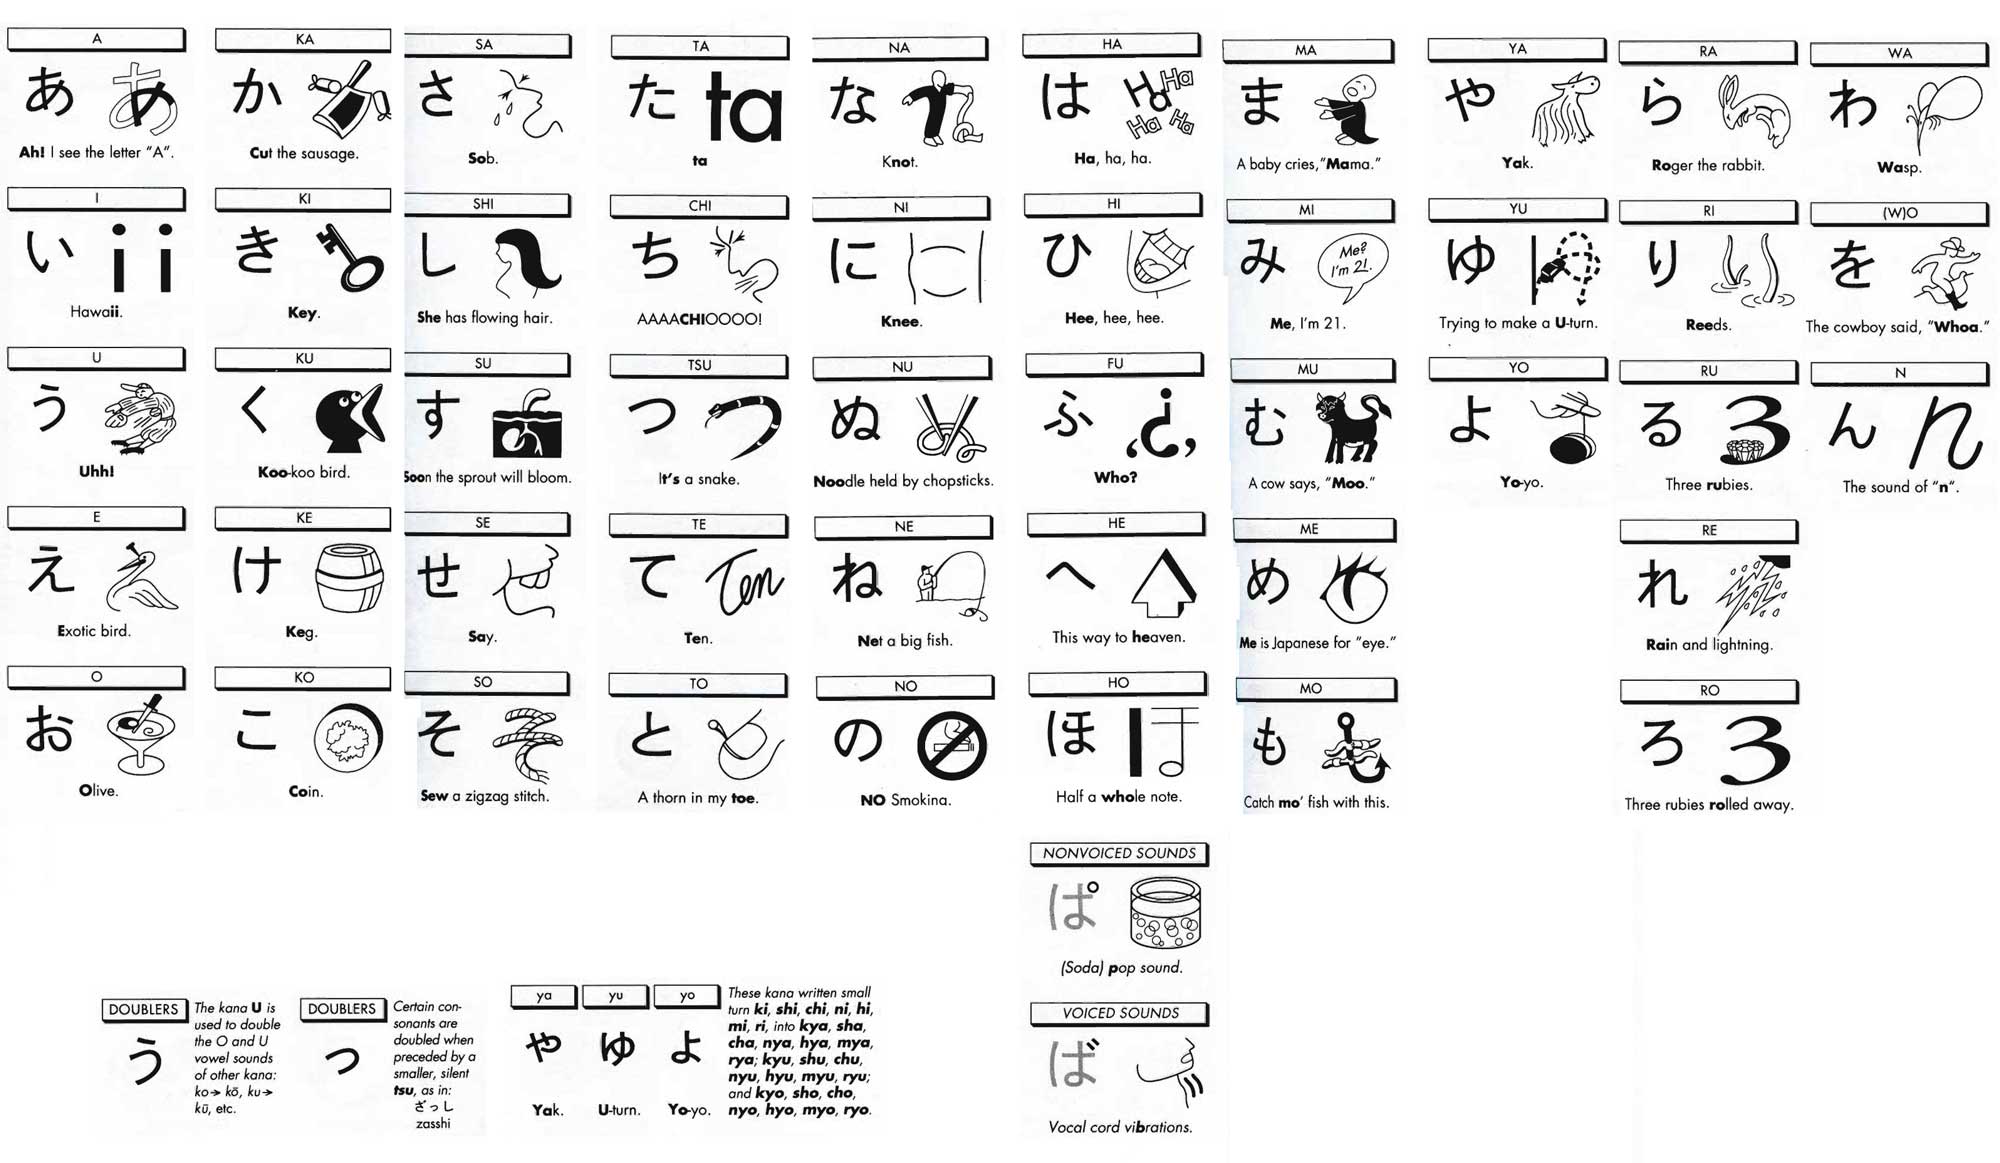 A
あ
Ah! I see the letter “A”.
KA
か
Cut the sausage.
SA
さ
Sob.
TA
た ta
ta
NA
な
Knot.
HA
は Ha Ha Ha Ha
Ha, ha, ha.
MA
ま
A baby cries,“Mama.”
YA
や
Yak.
RA
ら
Roger the rabbit.
WA
わ
Wasp.
I
い ii
Hawaii.
KI
き
Key.
SHI
し
She has flowing hair.
CHI
ち
AAAACHIOOOO!
NI
に
Knee.
HI
ひ
Hee, hee, hee.
MI
み Me?
I'm 21.
Me, I'm 21.
YU
ゆ
Trying to make a U-turn.
RI
り
Reeds.
(W)O
を
The cowboy said, “Whoa.”
U
う
Uhh!
KU
く
Koo-koo bird.
SU
す
Soon the sprout will bloom.
TSU
つ
It's a snake.
NU
ぬ
Noodle held by chopsticks.
FU
ふ
Who?
MU
む
A cow says, “Moo.”
YO
よ
Yo-yo.
RU
る 3
Three rubies.
N
ん n
The sound of “n“.
E
え
Exotic bird.
KE
け
Keg.
SE
せ
Say.
TE
て Ten
Ten.
NE
ね
Net a big fish.
HE
へ
This way to heaven.
ME
め
Me is Japanese for “eye.”
RE
れ
Rain and lightning.
O
お
Olive.
KO
こ
Coin.
SO
そ
Sew a zigzag stitch.
TO
と
A thorn in my toe.
NO
の
NO Smokina.
HO
ほ
Half a whole note.
MO
も
Catch mo' fish with this.
RO
ろ 3
Three rubies rolled away.
NONVOICED SOUNDS
ぱ
(Soda) pop sound.
VOICED SOUNDS
ば
Vocal cord vibrations.
DOUBLERS
う
The kana U is
used to double
the O and U
vowel sounds
of other kana:
ko→ kō, ku→
kū, etc.
DOUBLERS
っ
Certain con-
sonants are
doubled when
preceded by a
smaller, silent
tsu, as in:
ざっし
zasshi
ya
ゃ
Yak.
yu
ゅ
U-turn.
yo
ょ
Yo-yo.
These kana written small
turn ki, shi, chi, ni, hi,
mi, ri, into kya, sha,
cha, nya, hya, mya,
rya; kyu, shu, chu,
nyu, hyu, myu, ryu;
and kyo, sho, cho,
nyo, hyo, myo, ryo.